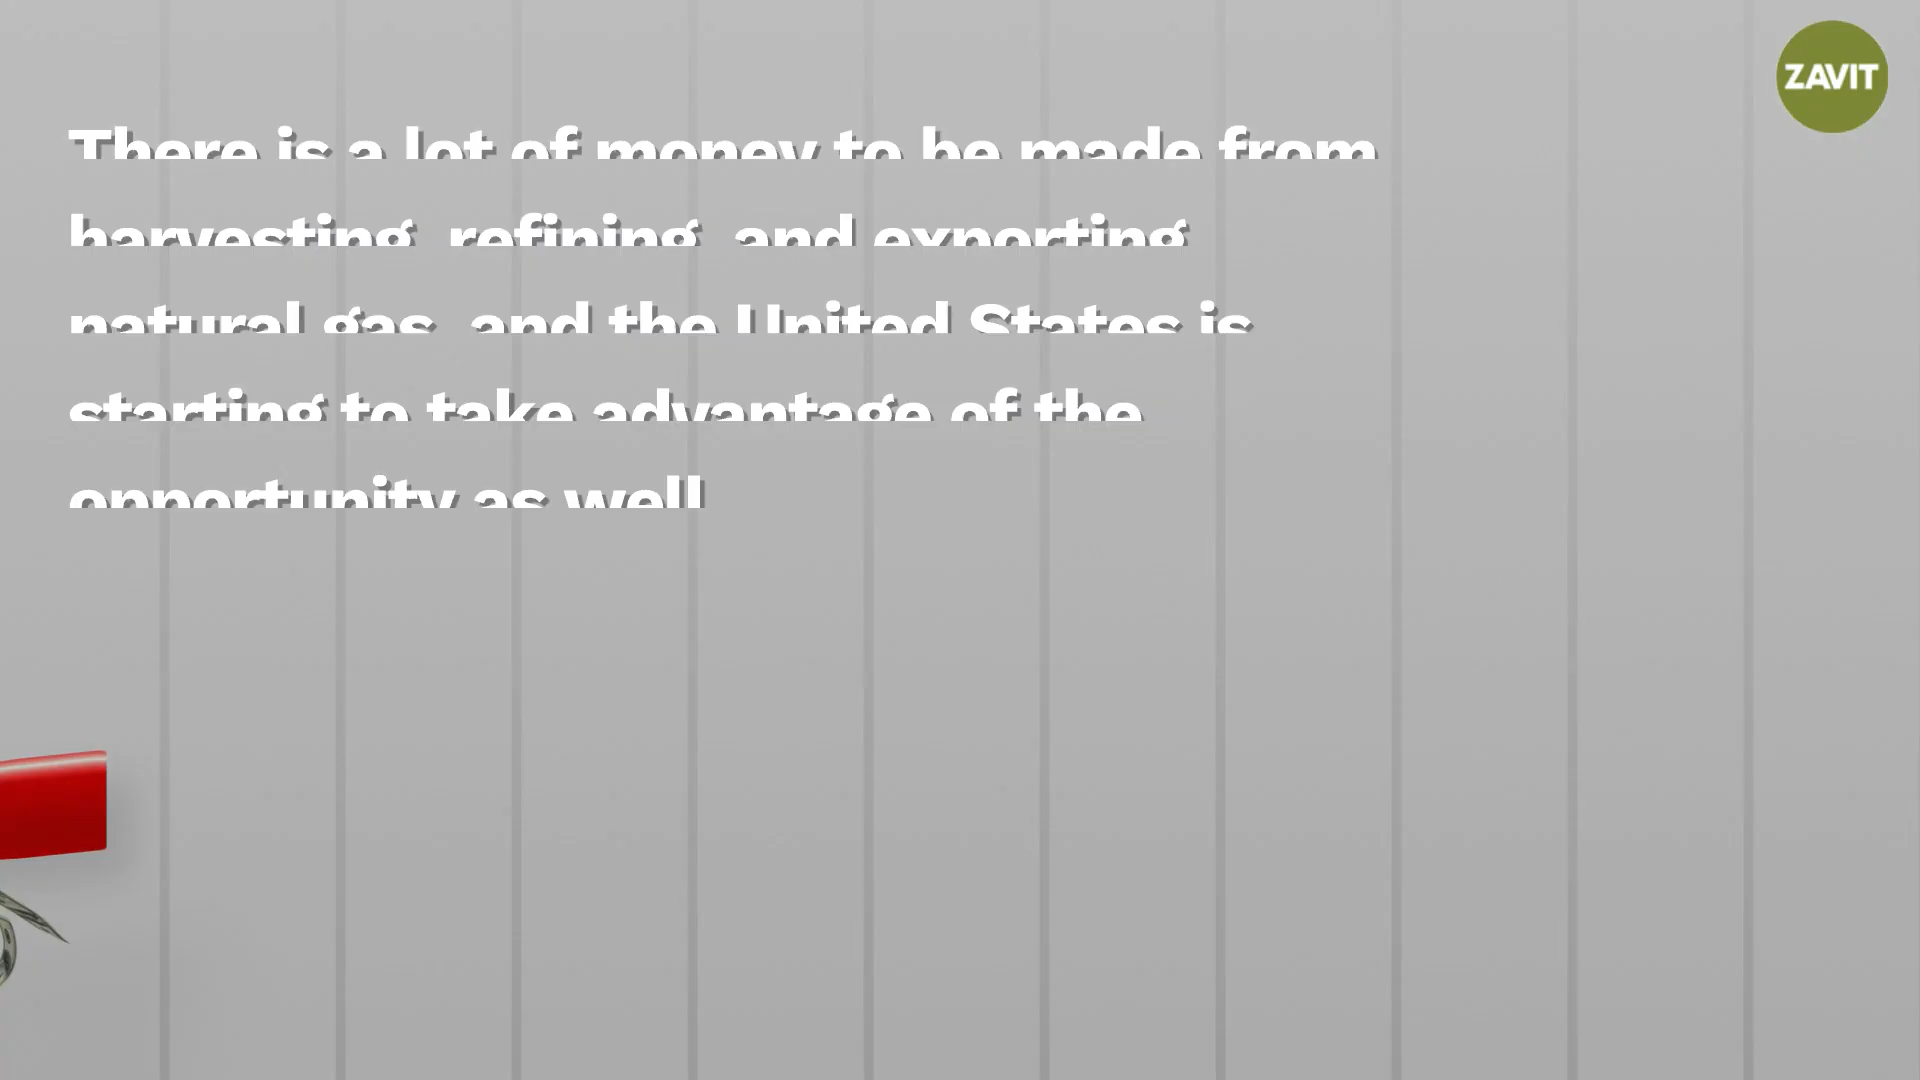 There is a lot of money to be made from
harvesting, refining, and exporting
natural gas, and the United States is
starting to take advantage of the
opportunity as well
ZAVIT